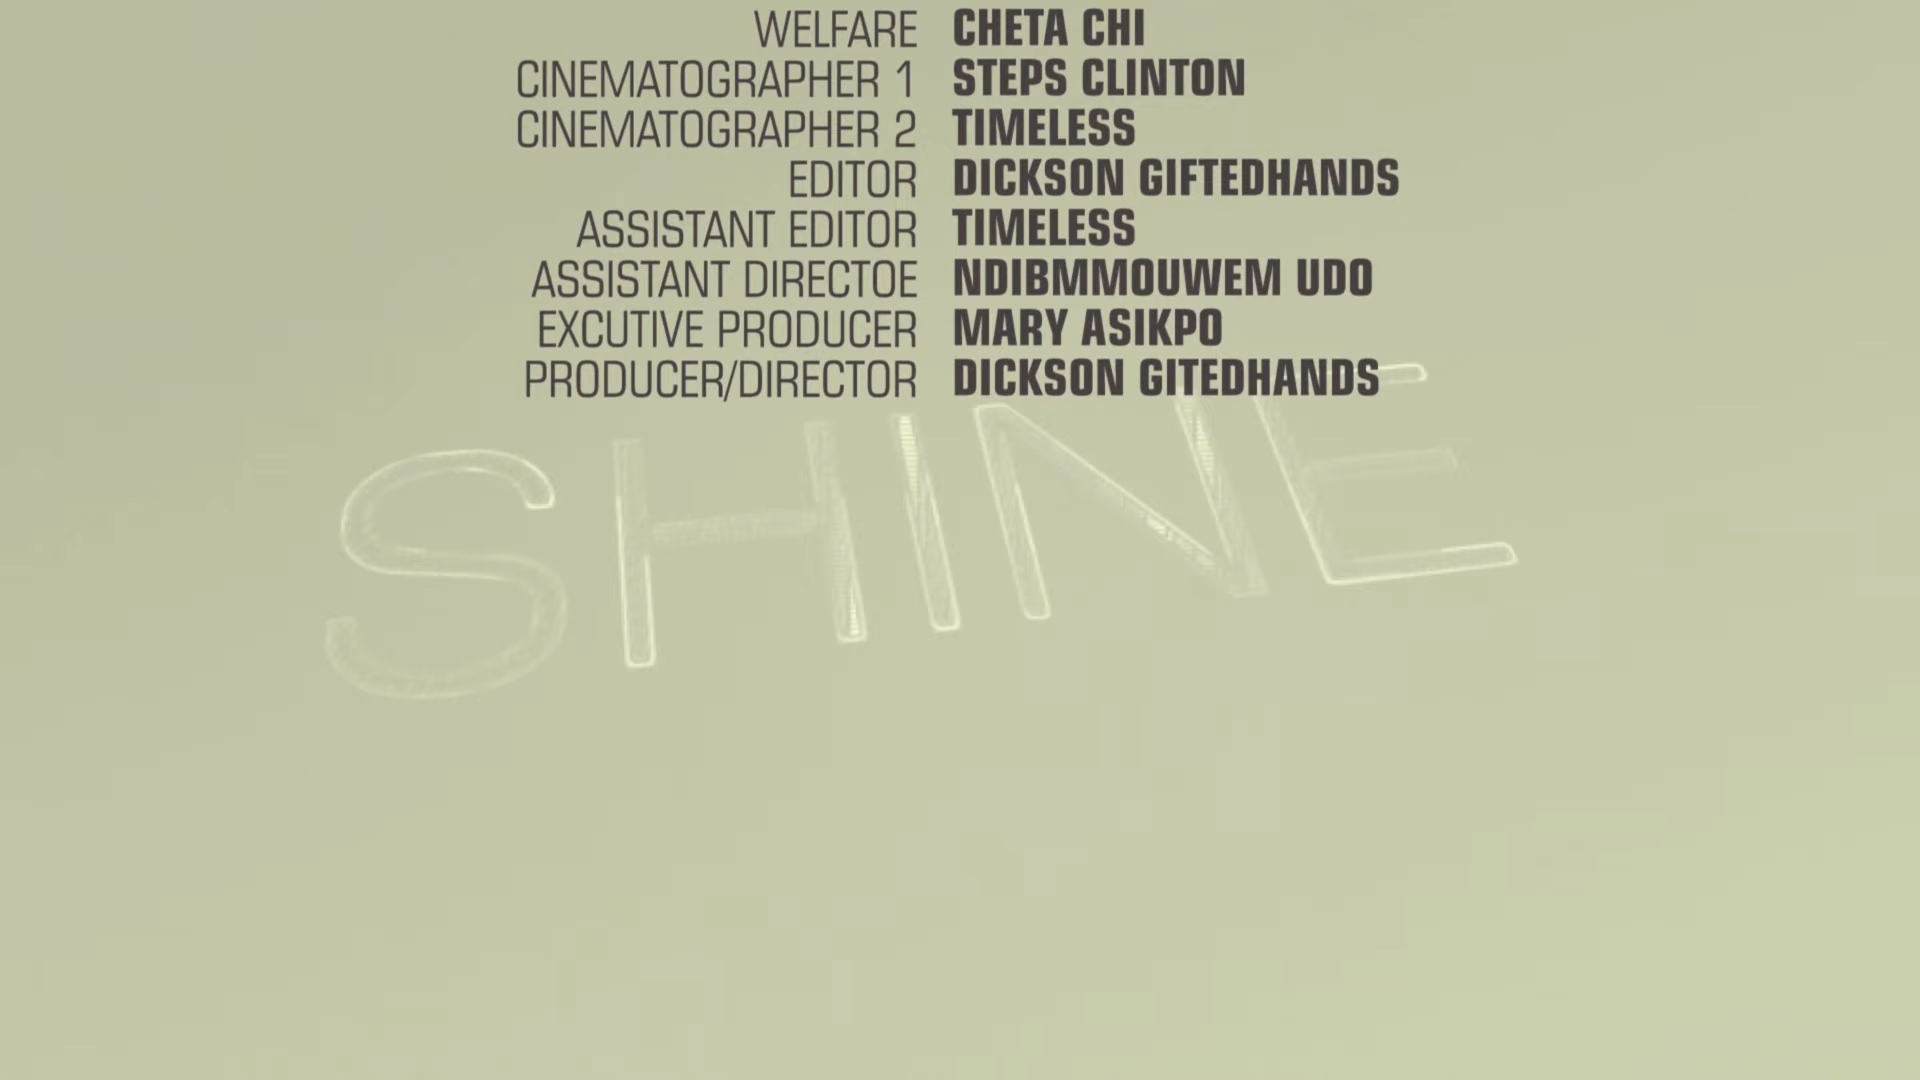 WELFARE CHETA CHI
CINEMATOGRAPHER 1 STEPS CLINTON
CINEMATOGRAPHER 2 TIMELESS
EDITOR DICKSON GIFTEDHANDS
ASSISTANT EDITOR TIMELESS
ASSISTANT DIRECTOE NDIBMMOUWEM UDO
EXCUTIVE PRODUCER MARY ASIKPO
PRODUCER/DIRECTOR DICKSON GITEDHANDS
SHINE